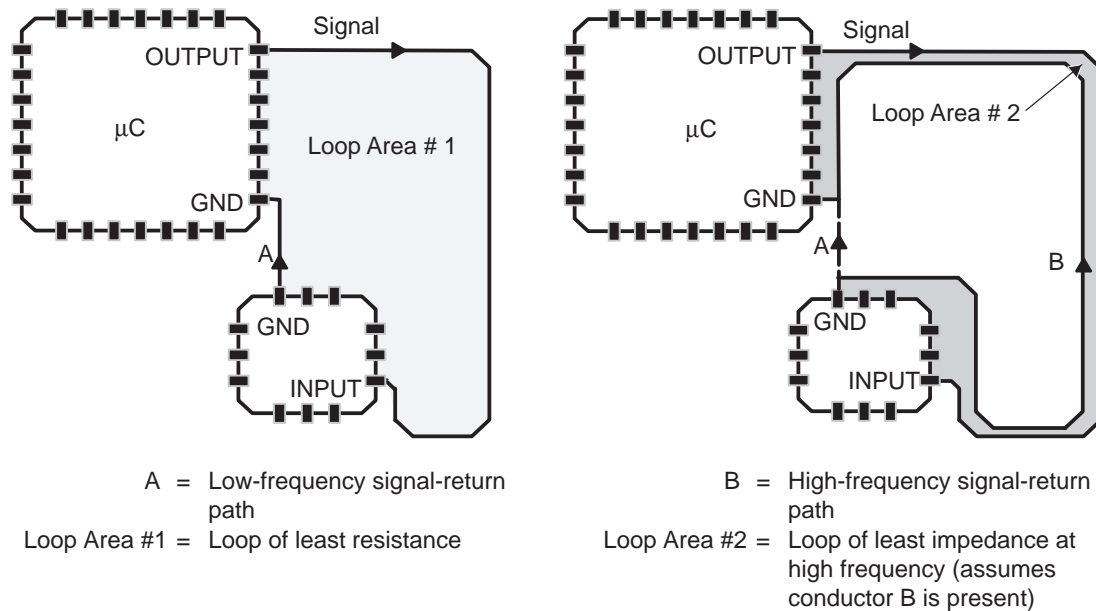 OUTPUT
Signal
μC
Loop Area # 1
GND
A
GND
INPUT
A = Low-frequency signal-return
path
Loop Area #1 = Loop of least resistance
OUTPUT
Signal
Loop Area # 2
μC
GND
A
B
GND
INPUT
B = High-frequency signal-return
path
Loop Area #2 = Loop of least impedance at
high frequency (assumes
conductor B is present)